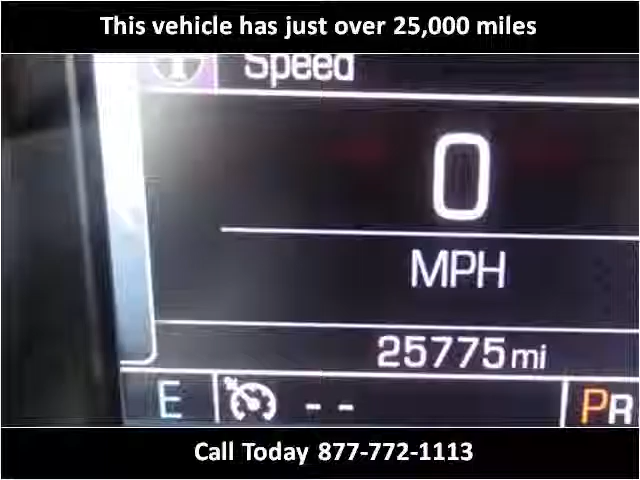 This vehicle has just over 25,000 miles
Speed
0
MPH
25775 mi
E - - PR
Call Today 877-772-1113